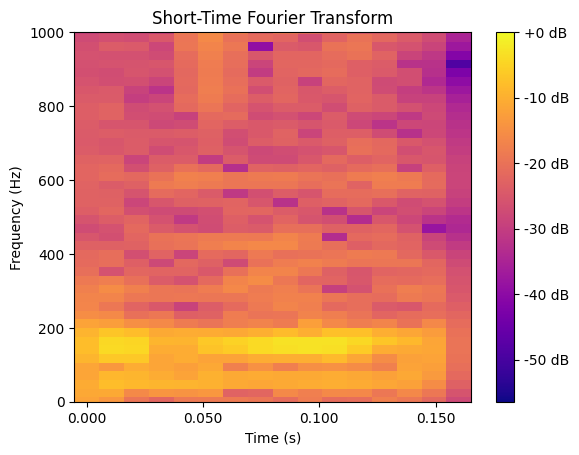 Short-Time Fourier Transform
1000
800
600
400
200
0
Frequency (Hz)
0.000
0.050
0.100
0.150
Time (s)
+0 dB
-10 dB
-20 dB
-30 dB
-40 dB
-50 dB